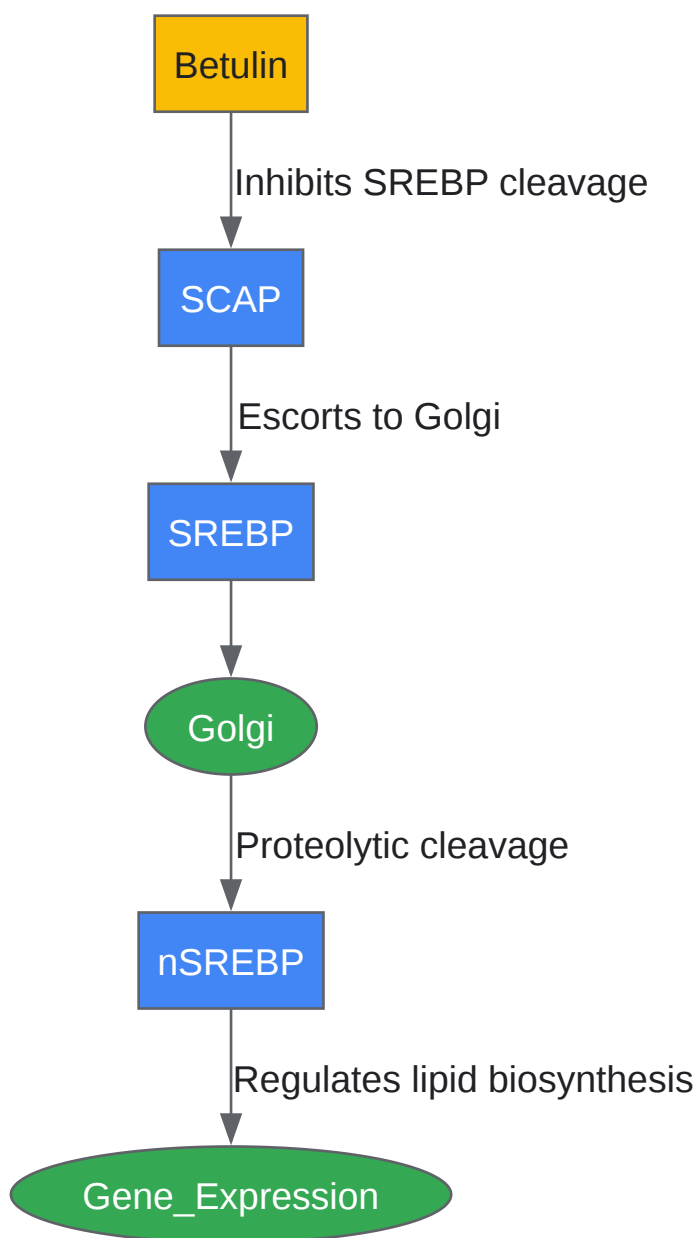 Betulin
Inhibits SREBP cleavage
SCAP
Escorts to Golgi
SREBP
Golgi
Proteolytic cleavage
nSREBP
Regulates lipid biosynthesis
Gene_Expression